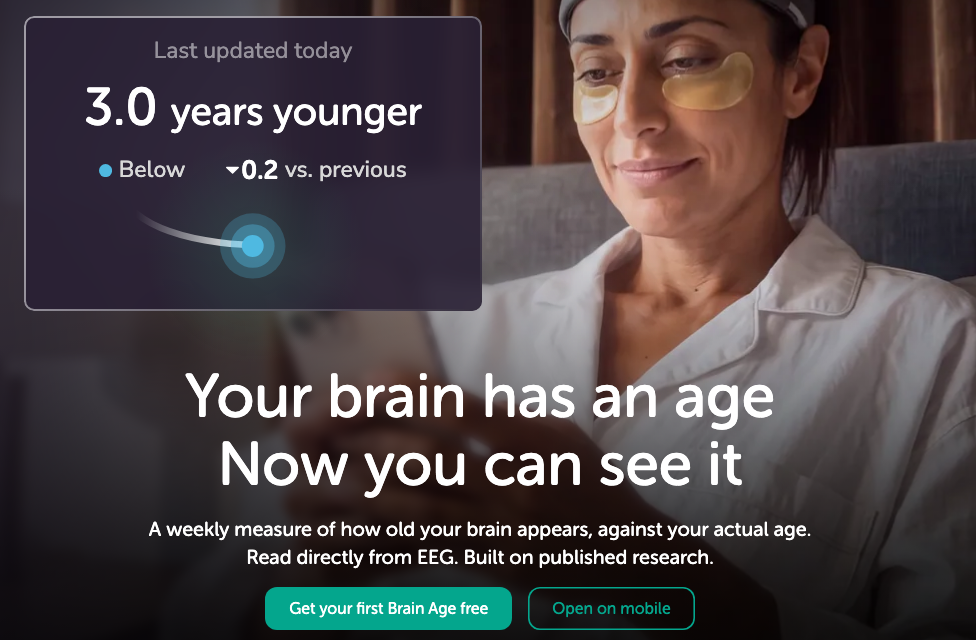 Last updated today
3.0 years younger
Below 0.2 vs. previous
Your brain has an age
Now you can see it
A weekly measure of how old your brain appears, against your actual age.
Read directly from EEG. Built on published research.
Get your first Brain Age free Open on mobile